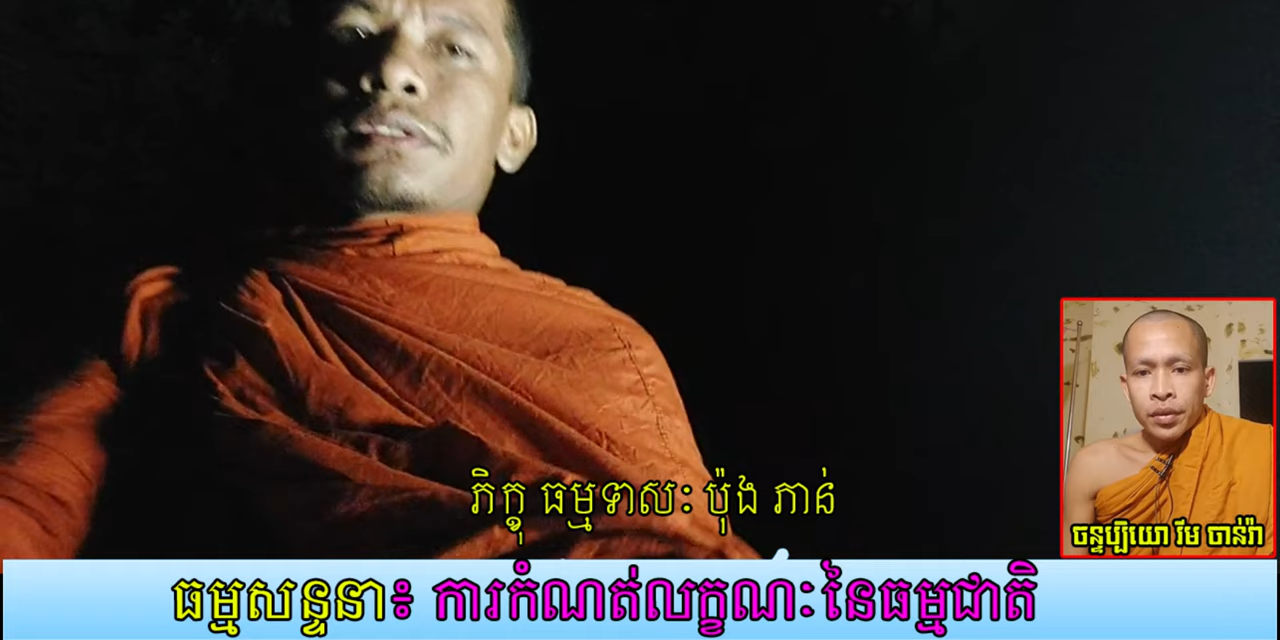 ភិក្ខុ ធម្មទាសៈ ប៉ុង ភាន់
ចន្ទប្បិយោ រីម ចាន់រ៉ា
ធម្មសន្ទនា៖ ការកំណត់លក្ខណៈនៃធម្មជាតិ